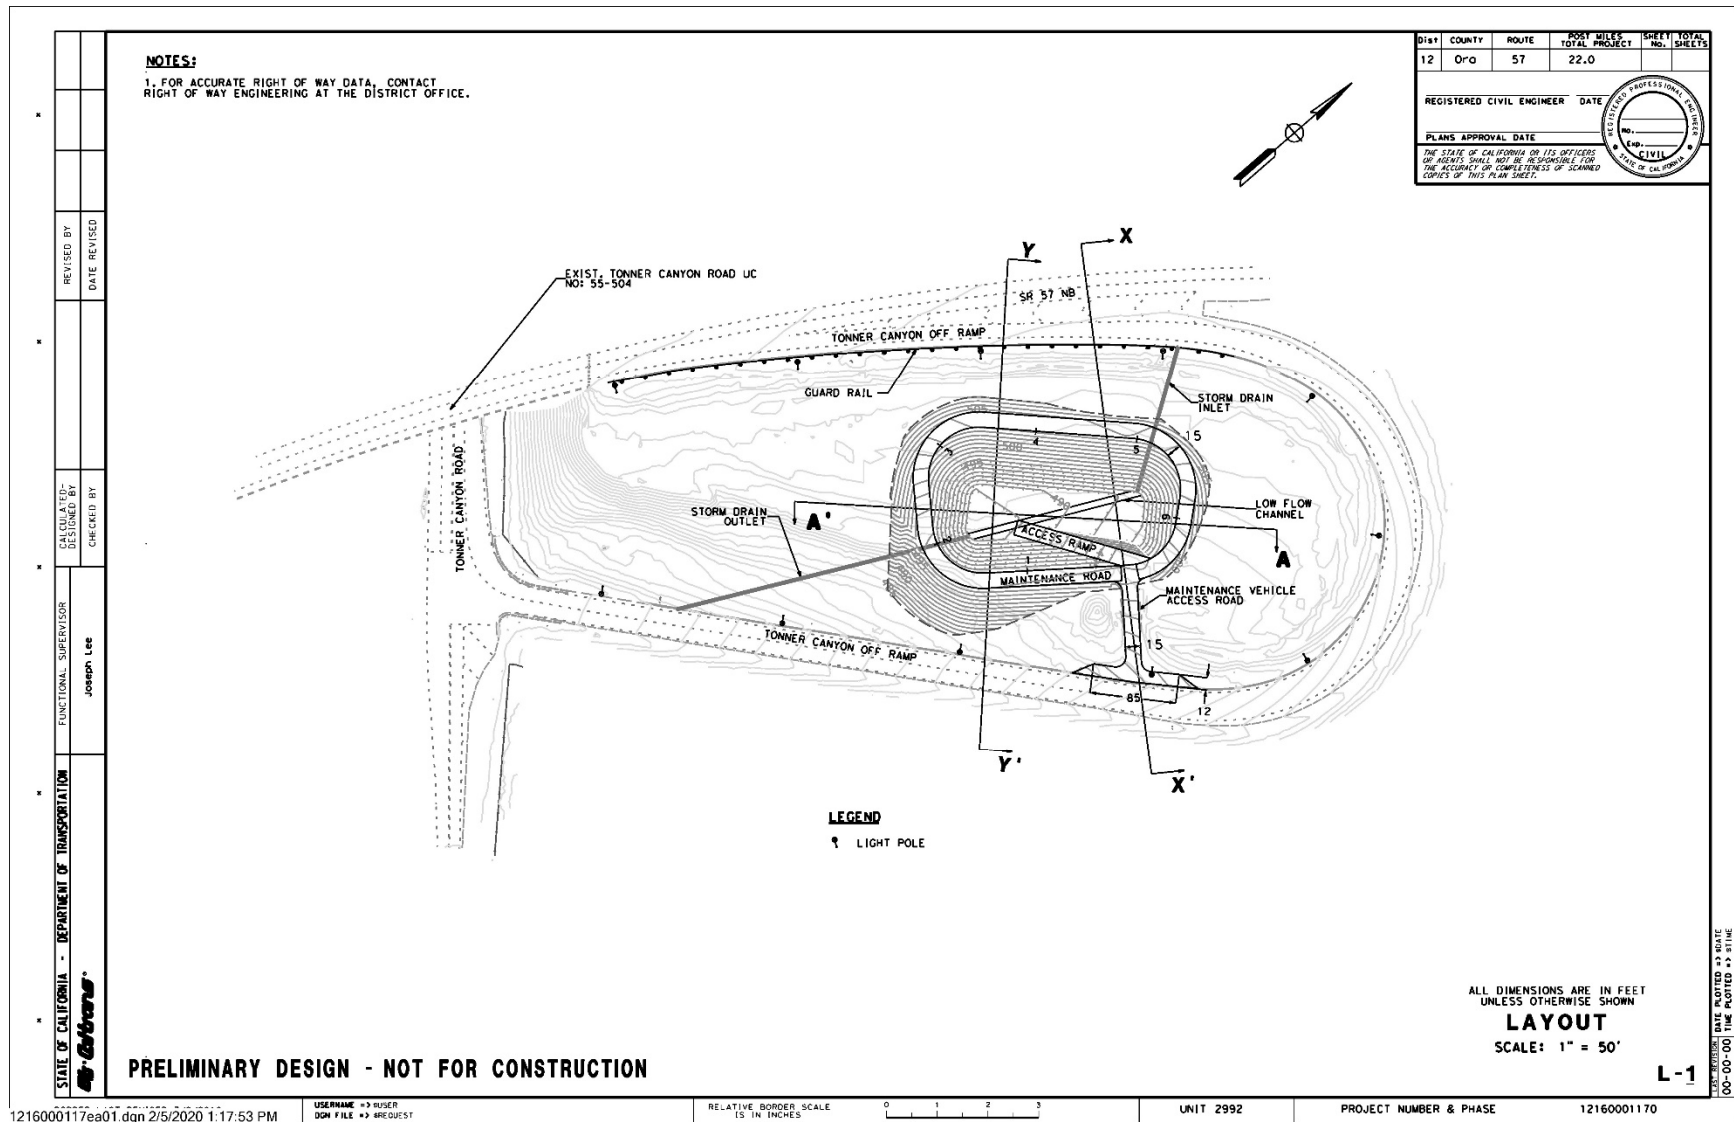 NOTES:
1. FOR ACCURATE RIGHT OF WAY DATA, CONTACT
RIGHT OF WAY ENGINEERING AT THE DISTRICT OFFICE.
Dist COUNTY ROUTE POST MILES TOTAL PROJECT SHEET No. TOTAL SHEETS
12 Ora 57 22.0
REGISTERED CIVIL ENGINEER DATE
PLANS APPROVAL DATE
THE STATE OF CALIFORNIA OR ITS OFFICERS
OR AGENTS SHALL NOT BE RESPONSIBLE FOR
THE ACCURACY OR COMPLETENESS OF SCANNED
COPIES OF THIS PLAN SHEET.
REGISTERED PROFESSIONAL ENGINEER
No.
Exp.
CIVIL
STATE OF CALIFORNIA
REVISED BY
DATE REVISED
CALCULATED-
DESIGNED BY
CHECKED BY
FUNCTIONAL SUPERVISOR
Joseph Lee
STATE OF CALIFORNIA - DEPARTMENT OF TRANSPORTATION
Caltrans
X
Y
EXIST. TONNER CANYON ROAD UC
NO: 55-504
SR 57 NB
TONNER CANYON OFF RAMP
GUARD RAIL
STORM DRAIN
INLET
15
505
500
495
490
3
4
5
6
2
1
TONNER CANYON ROAD
STORM DRAIN
OUTLET
A'
LOW FLOW
CHANNEL
ACCESS RAMP
A
MAINTENANCE ROAD
MAINTENANCE VEHICLE
ACCESS ROAD
TONNER CANYON OFF RAMP
15
85
12
Y'
X'
LEGEND
LIGHT POLE
ALL DIMENSIONS ARE IN FEET
UNLESS OTHERWISE SHOWN
LAYOUT
SCALE: 1" = 50'
L-1
PRELIMINARY DESIGN - NOT FOR CONSTRUCTION
DATE PLOTTED => $DATE
TIME PLOTTED => $TIME
LAST REVISION
00-00-00
1216000117ea01.dgn 2/5/2020 1:17:53 PM
USERNAME => $USER
DGN FILE => $REQUEST
RELATIVE BORDER SCALE
IS IN INCHES
0 1 2 3
UNIT 2992
PROJECT NUMBER & PHASE
12160001170